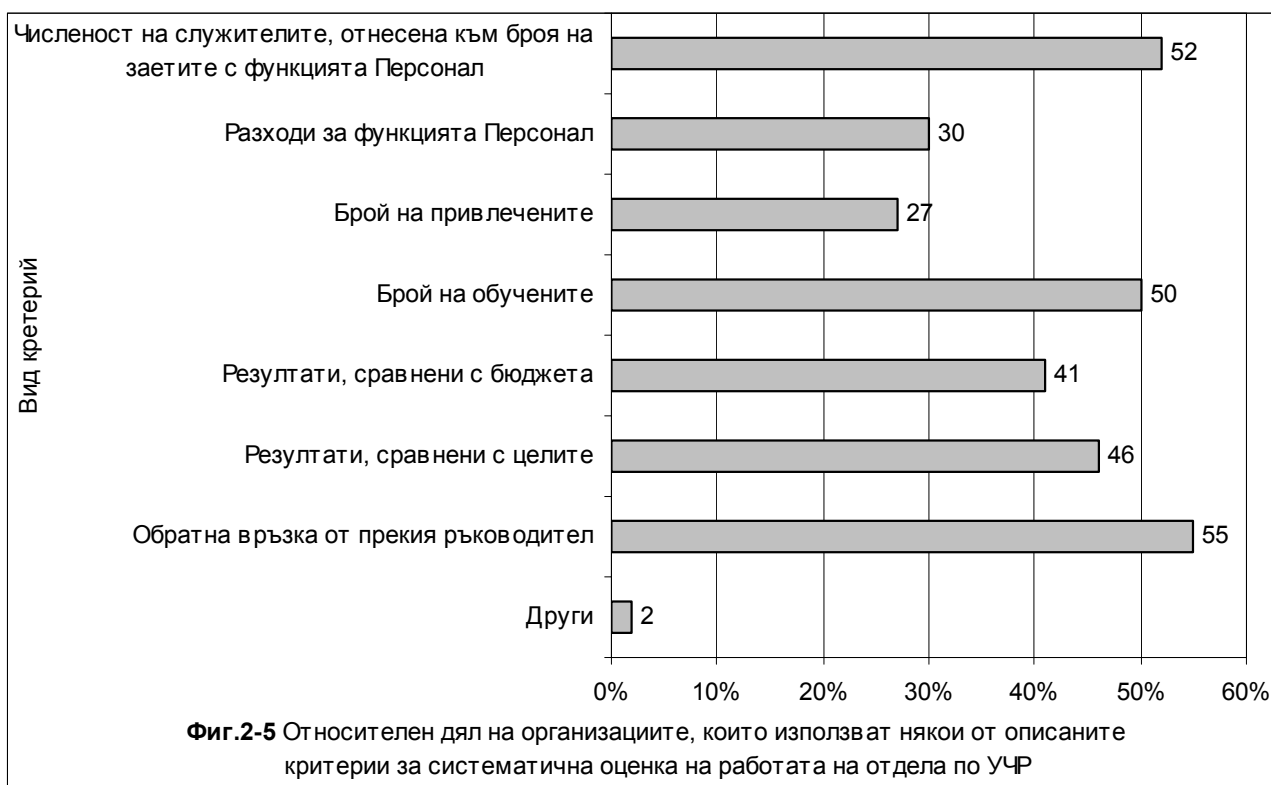 Численост на служителите, отнесена към броя на
заетите с функцията Персонал
52
Разходи за функцията Персонал
30
Брой на привлечените
27
Брой на обучените
50
Резултати, сравнени с бюджета
41
Резултати, сравнени с целите
46
Обратна връзка от прекия ръководител
55
Други
2
Вид кретерий
0% 10% 20% 30% 40% 50% 60%
Фиг.2-5 Относителен дял на организациите, които използват някои от описаните
критерии за систематична оценка на работата на отдела по УЧР